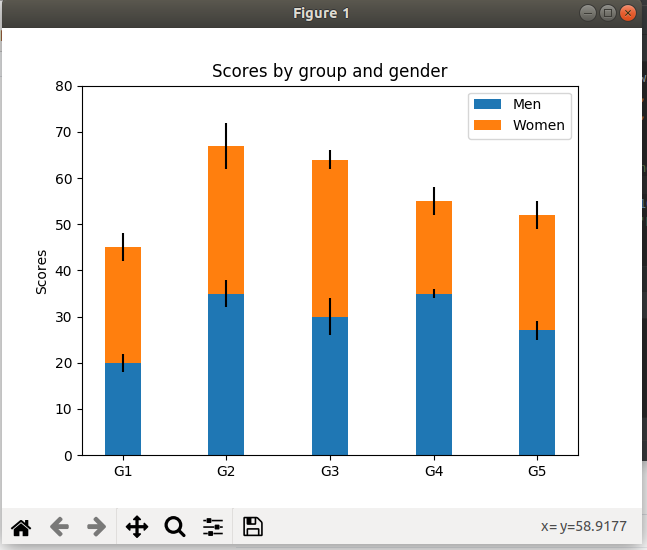 Figure 1
Scores by group and gender
80
70
60
50
40
30
20
10
0
Scores
Men
Women
G1 G2 G3 G4 G5
x= y=58.9177